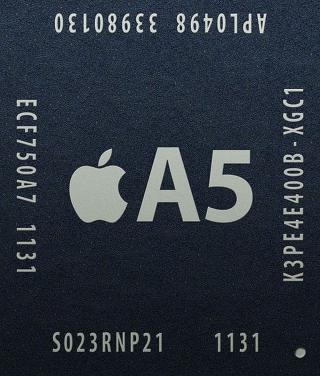 APL0498 33980130
ECF750A7 1131
A5
K3PE4E400B-XGC1
S023RNP21 1131